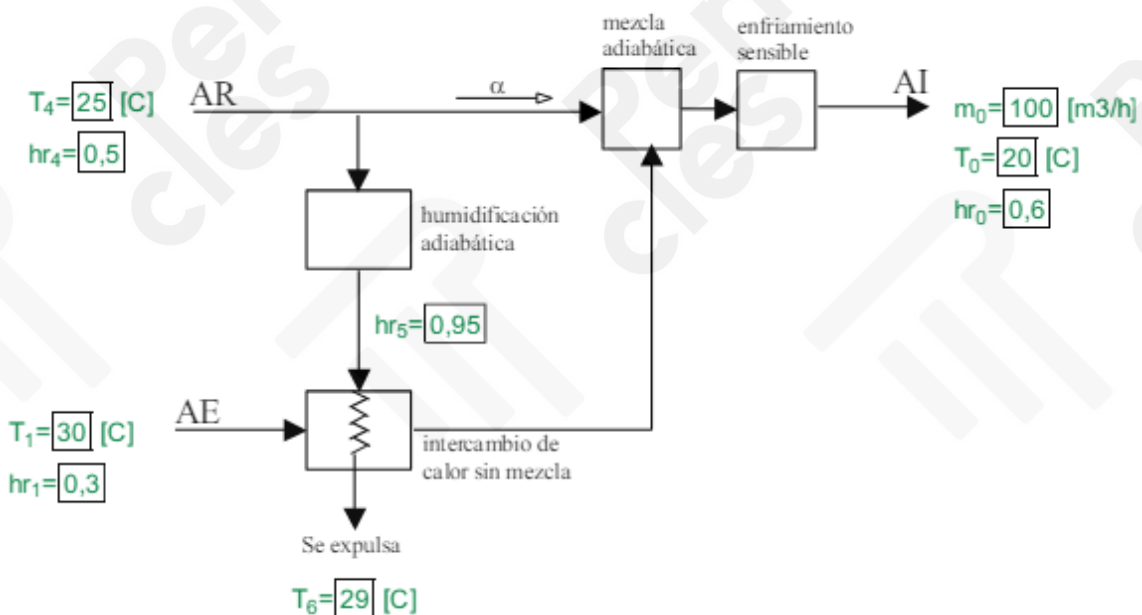 mezcla
adiabática
enfriamiento
sensible
T4=25 [C]
AR
α
AI
m0=100 [m3/h]
hr4=0,5
T0=20 [C]
hr0=0,6
humidificación
adiabática
hr5=0,95
T1=30 [C]
AE
hr1=0,3
intercambio de
calor sin mezcla
Se expulsa
T6=29 [C]
cles
cles